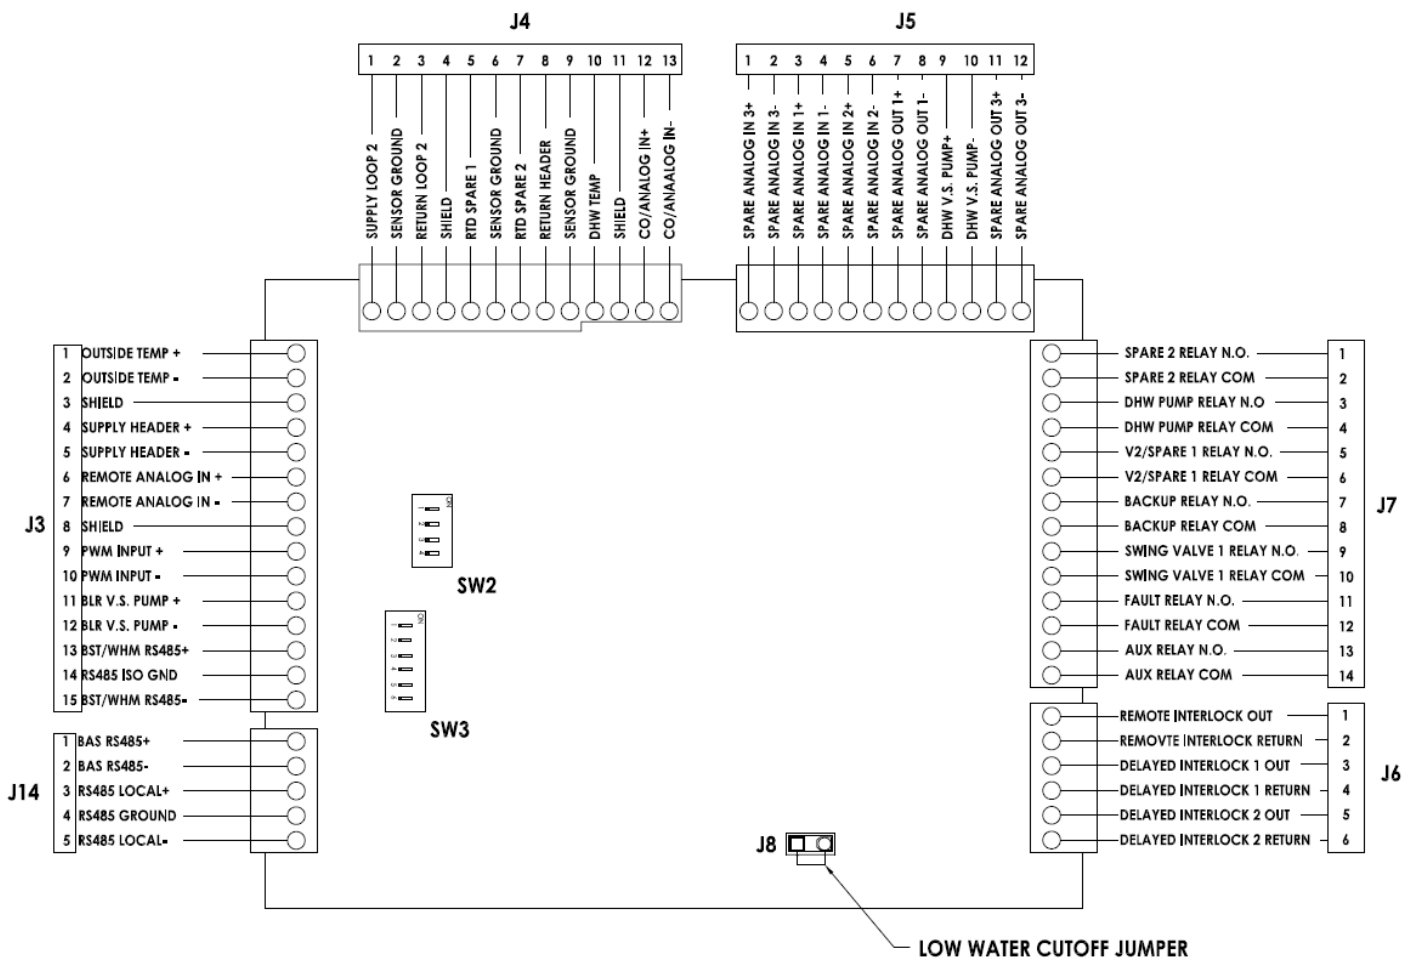 J4
1 2 3 4 5 6 7 8 9 10 11 12 13
SUPPLY LOOP 2
SENSOR GROUND
RETURN LOOP 2
SHIELD
RTD SPARE 1
SENSOR GROUND
RTD SPARE 2
RETURN HEADER
SENSOR GROUND
DHW TEMP
SHIELD
CO/ANALOG IN+
CO/ANAALOG IN-
J5
1 2 3 4 5 6 7 8 9 10 11 12
SPARE ANALOG IN 3+
SPARE ANALOG IN 3-
SPARE ANALOG IN 1+
SPARE ANALOG IN 1-
SPARE ANALOG IN 2+
SPARE ANALOG IN 2-
SPARE ANALOG OUT 1+
SPARE ANALOG OUT 1-
DHW V.S. PUMP+
DHW V.S. PUMP-
SPARE ANALOG OUT 3+
SPARE ANALOG OUT 3-
J3
1 OUTSIDE TEMP +
2 OUTSIDE TEMP -
3 SHIELD
4 SUPPLY HEADER +
5 SUPPLY HEADER -
6 REMOTE ANALOG IN +
7 REMOTE ANALOG IN -
8 SHIELD
9 PWM INPUT +
10 PWM INPUT -
11 BLR V.S. PUMP +
12 BLR V.S. PUMP -
13 BST/WHM RS485+
14 RS485 ISO GND
15 BST/WHM RS485-
J14
1 BAS RS485+
2 BAS RS485-
3 RS485 LOCAL+
4 RS485 GROUND
5 RS485 LOCAL-
ON
1
2
3
4
SW2
ON
1
2
3
4
5
6
SW3
SPARE 2 RELAY N.O. 1
SPARE 2 RELAY COM 2
DHW PUMP RELAY N.O 3
DHW PUMP RELAY COM 4
V2/SPARE 1 RELAY N.O. 5
V2/SPARE 1 RELAY COM 6
BACKUP RELAY N.O. 7
BACKUP RELAY COM 8
SWING VALVE 1 RELAY N.O. 9
SWING VALVE 1 RELAY COM 10
FAULT RELAY N.O. 11
FAULT RELAY COM 12
AUX RELAY N.O. 13
AUX RELAY COM 14
J7
REMOTE INTERLOCK OUT 1
REMOVTE INTERLOCK RETURN 2
DELAYED INTERLOCK 1 OUT 3
DELAYED INTERLOCK 1 RETURN 4
DELAYED INTERLOCK 2 OUT 5
DELAYED INTERLOCK 2 RETURN 6
J6
J8
LOW WATER CUTOFF JUMPER